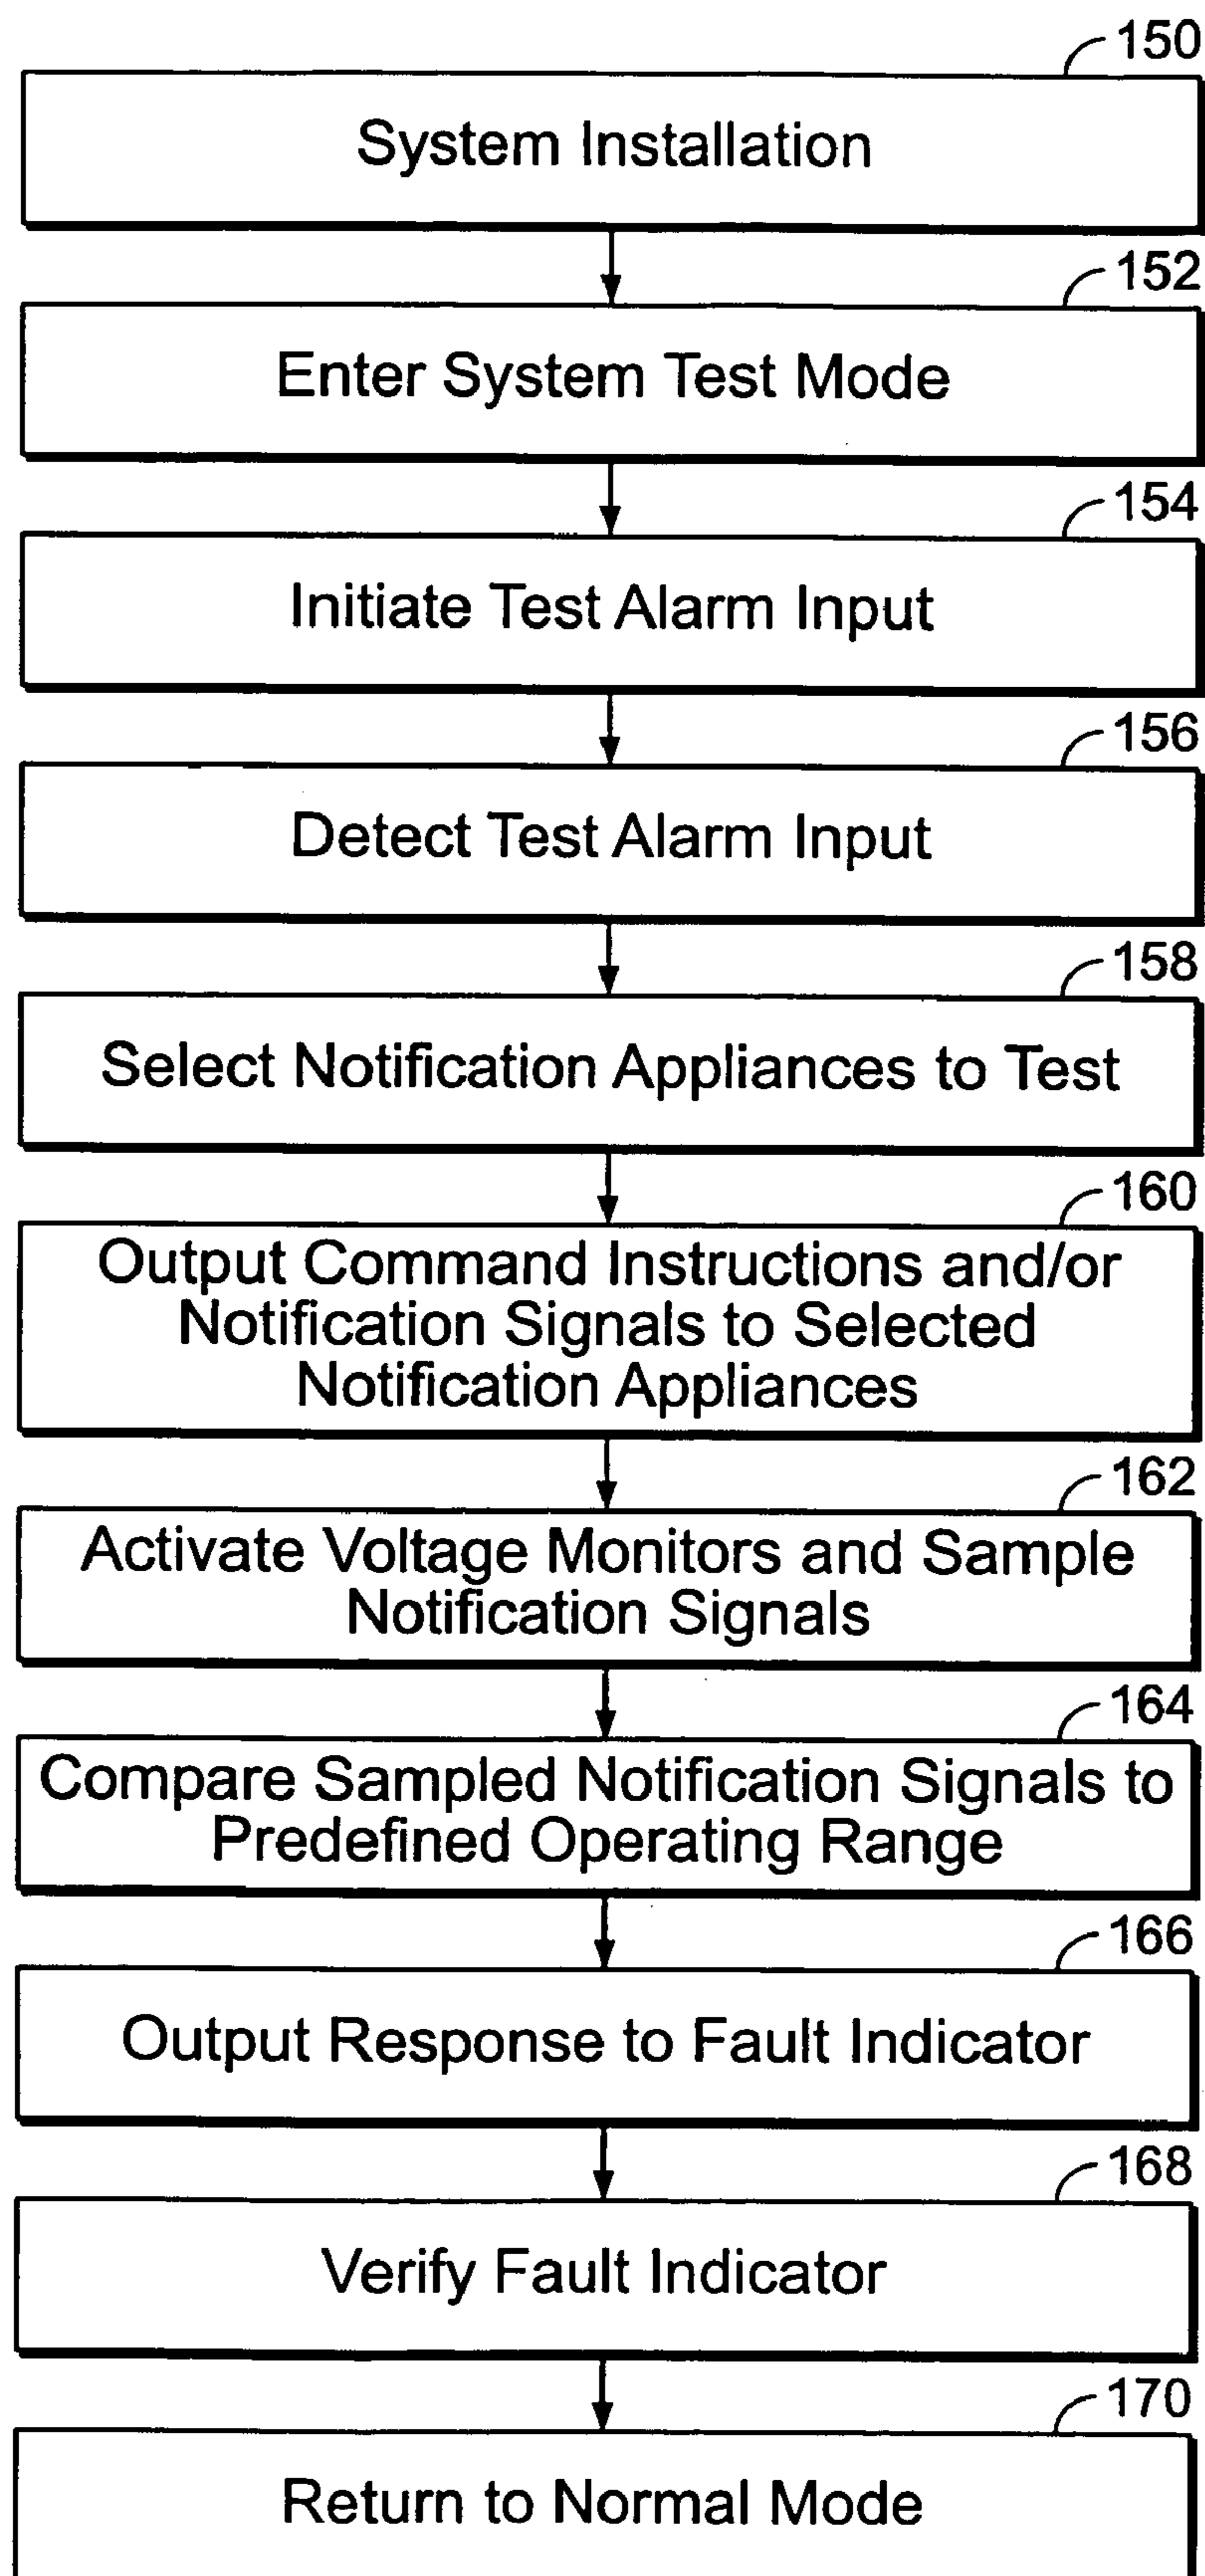 150
System Installation
152
Enter System Test Mode
154
Initiate Test Alarm Input
156
Detect Test Alarm Input
158
Select Notification Appliances to Test
160
Output Command Instructions and/or
Notification Signals to Selected
Notification Appliances
162
Activate Voltage Monitors and Sample
Notification Signals
164
Compare Sampled Notification Signals to
Predefined Operating Range
166
Output Response to Fault Indicator
168
Verify Fault Indicator
170
Return to Normal Mode